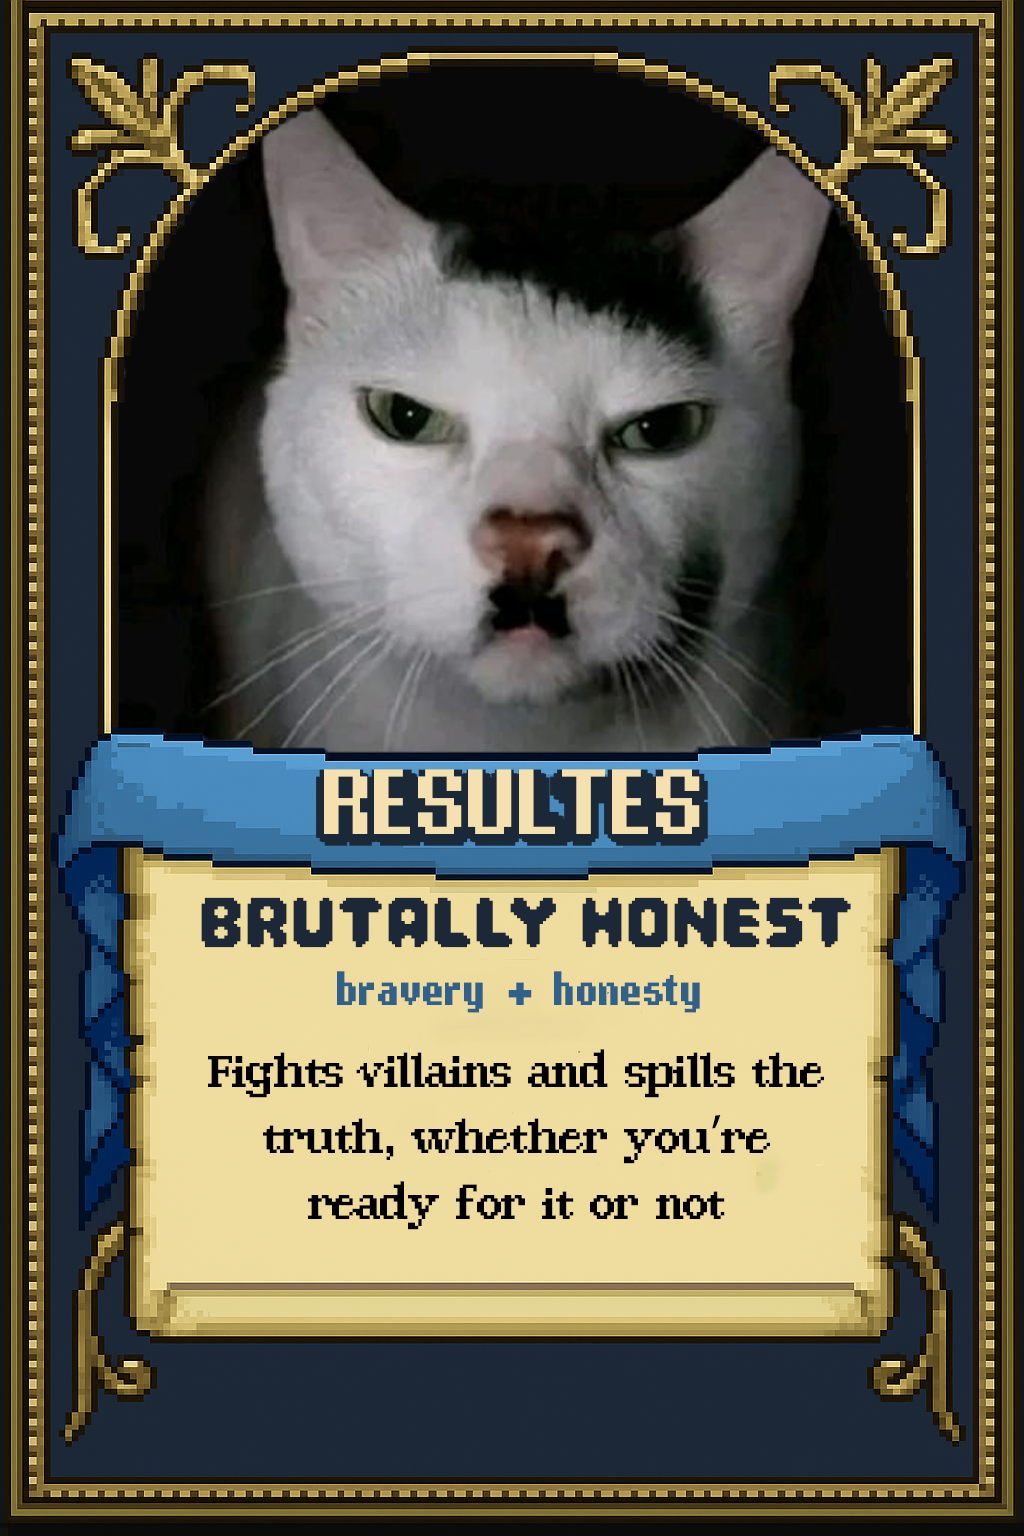 RESULTES
BRUTALLY HONEST
bravery + honesty
Fights villains and spills the
truth, whether you're
ready for it or not